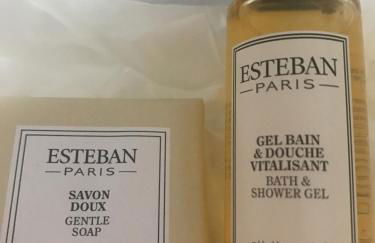 ESTEBAN
—PARIS—
SAVON
DOUX
GENTLE
SOAP
ESTEBAN
—PARIS—
GEL BAIN
& DOUCHE
VITALISANT
BATH &
SHOWER GEL